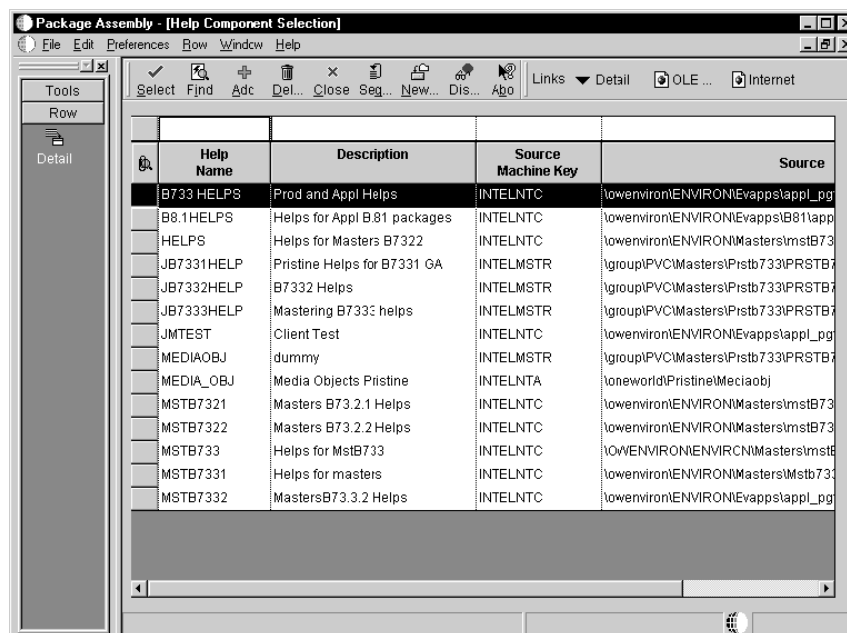 Package Assembly - [Help Component Selection]
File Edit Preferences Row Window Help
Tools
Row
Detail
Select Find Add Del... Close Seq... New... Dis... Abo Links Detail OLE ... Internet
Help Name Description Source Machine Key Source
B733 HELPS Prod and Appl Helps INTELNTC \owenviron\ENVIRON\Evapps\appl_pg
B8.1HELPS Helps for Appl B.81 packages INTELNTC \owenviron\ENVIRON\Evapps\B81\app
HELPS Helps for Masters B7322 INTELNTC \owenviron\ENVIRON\Masters\mstB73
JB7331HELP Pristine Helps for B7331 GA INTELMSTR \group\PVC\Masters\Prstb733\PRSTB7
JB7332HELP B7332 Helps INTELMSTR \group\PVC\Masters\Prstb733\PRSTB7
JB7333HELP Mastering B7333 helps INTELMSTR \group\PVC\Masters\Prstb733\PRSTB7
JMTEST Client Test INTELNTC \owenviron\ENVIRON\Evapps\appl_pg
MEDIAOBJ dummy INTELMSTR \group\PVC\Masters\Prstb733\PRSTB7
MEDIA_OBJ Media Objects Pristine INTELNTA \oneworld\Pristine\Mediaobj
MSTB7321 Masters B73.2.1 Helps INTELNTC \owenviron\ENVIRON\Masters\mstB73
MSTB7322 Masters B73.2.2 Helps INTELNTC \owenviron\ENVIRON\Masters\mstB73
MSTB733 Helps for MstB733 INTELNTC \OWENVIRON\ENVIRON\Masters\mstB
MSTB7331 Helps for masters INTELNTC \owenviron\ENVIRON\Masters\Mstb733
MSTB7332 MastersB73.3.2 Helps INTELNTC \owenviron\ENVIRON\Evapps\appl_pg